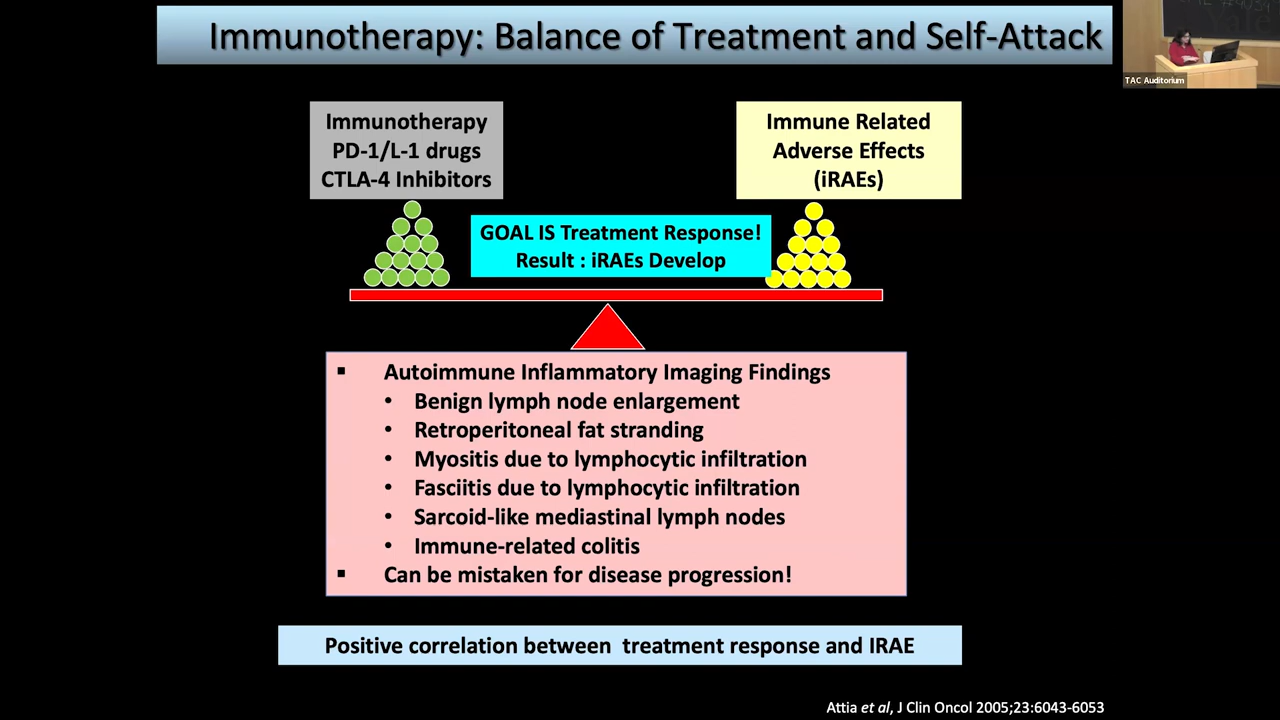 Immunotherapy: Balance of Treatment and Self-Attack
TAC Auditorium
Immunotherapy
PD-1/L-1 drugs
CTLA-4 Inhibitors
Immune Related
Adverse Effects
(iRAEs)
GOAL IS Treatment Response!
Result : iRAEs Develop
▪ Autoimmune Inflammatory Imaging Findings
• Benign lymph node enlargement
• Retroperitoneal fat stranding
• Myositis due to lymphocytic infiltration
• Fasciitis due to lymphocytic infiltration
• Sarcoid-like mediastinal lymph nodes
• Immune-related colitis
▪ Can be mistaken for disease progression!
Positive correlation between  treatment response and IRAE
Attia et al, J Clin Oncol 2005;23:6043-6053